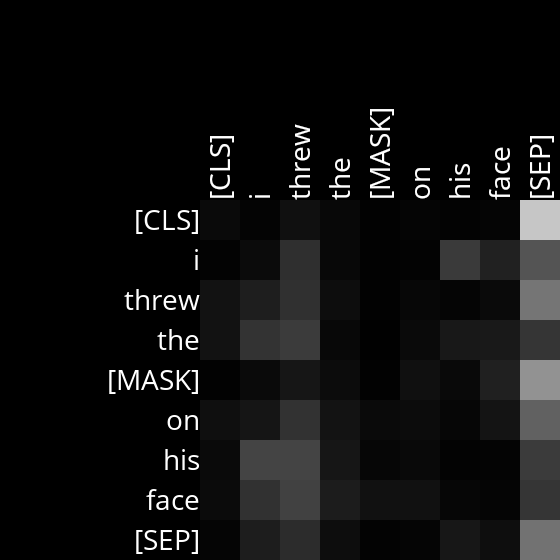 [CLS] i threw the [MASK] on his face [SEP]
[CLS]
i
threw
the
[MASK]
on
his
face
[SEP]